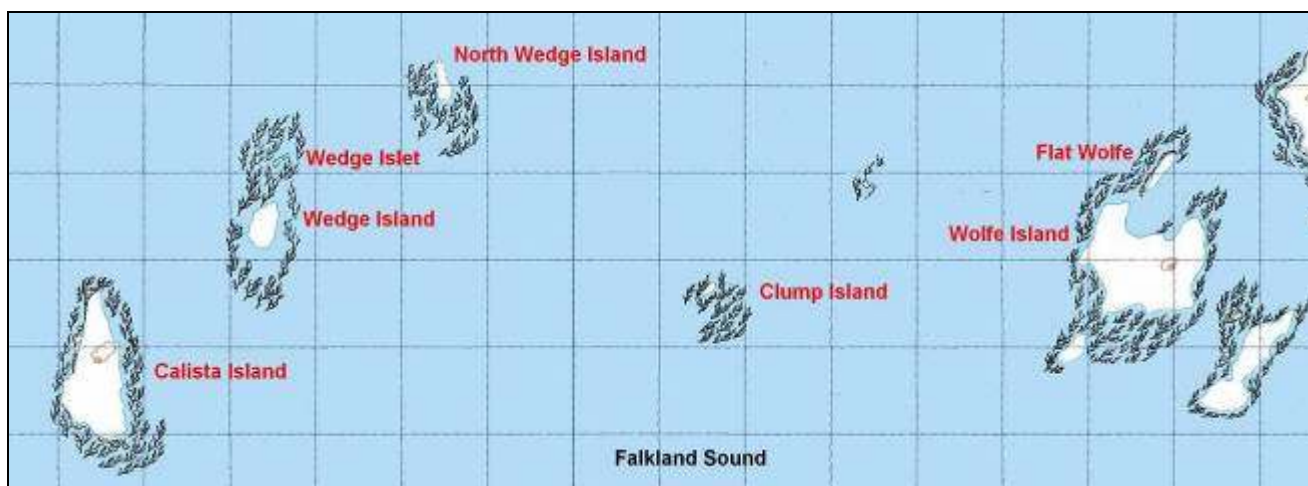 North Wedge Island
Wedge Islet
Flat Wolfe
Wedge Island
Wolfe Island
Clump Island
Calista Island
Falkland Sound